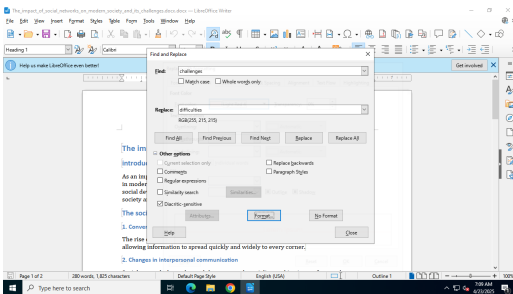 The_impact_of_social_networks_on_modern_society_and_its_challenges.docx.docx — LibreOffice Writer
File Edit View Insert Format Styles Table Form Tools Window Help
Heading 1
Calibri
Help us make LibreOffice even better!
Get involved
Find and Replace
Find: challenges
Match case Whole words only
Replace: difficulties
RGB(255, 215, 215)
Find All Find Previous Find Next Replace Replace All
Other options
Current selection only Replace backwards
Comments Paragraph Styles
Regular expressions
Similarity search Similarities...
Diacritic-sensitive
Attributes... Format... No Format
Help Close
The im
introdu
As an im
in moder
social de
society a
The soci
1. Conver
The rise
allowing information to spread quickly and widely to every corner.
2. Changes in interpersonal communication
Page 1 of 2 280 words, 1,825 characters Default Page Style English (USA) Outline 1 100%
Type here to search
7:09 AM
4/23/2025